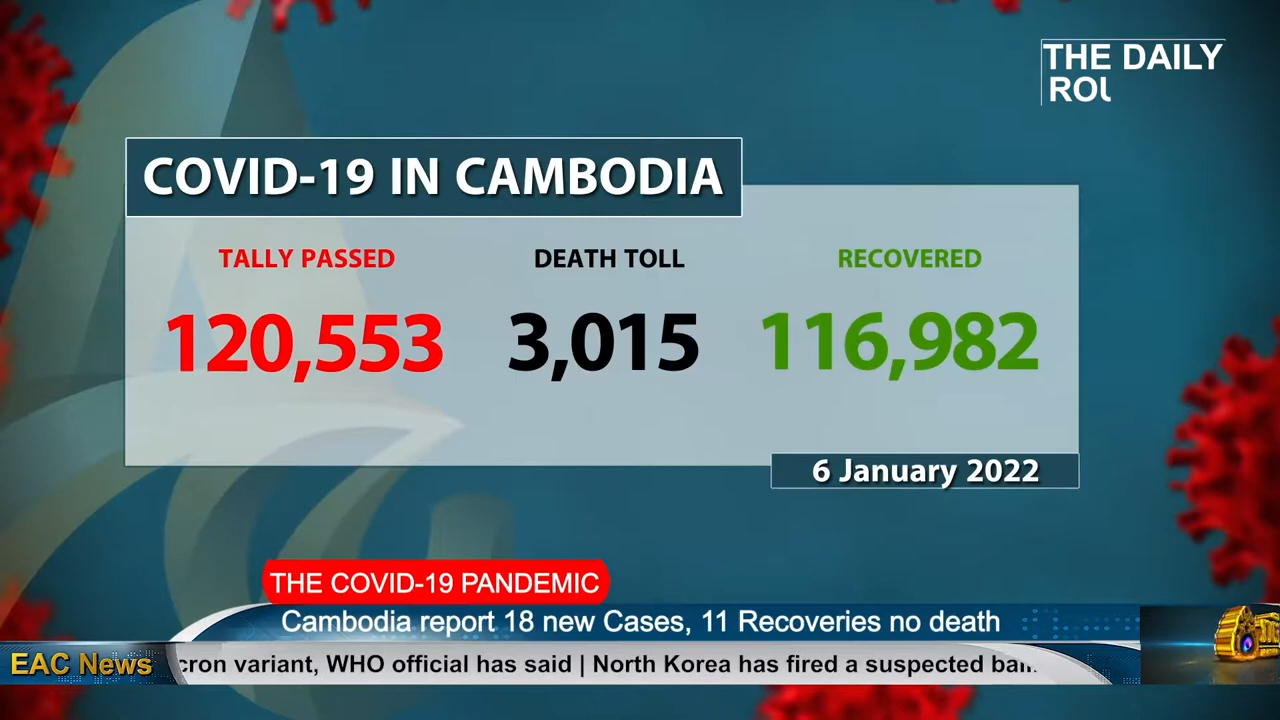 THE DAILY
COVID-19 IN CAMBODIA
TALLY PASSED
DEATH TOLL
RECOVERED
120,553
3,015
116,982
6 January 2022
THE COVID-19 PANDEMIC
Cambodia report 18 new Cases, 11 Recoveries no death
EAC News
variant, WHO official has said | North Korea has fired a suspected